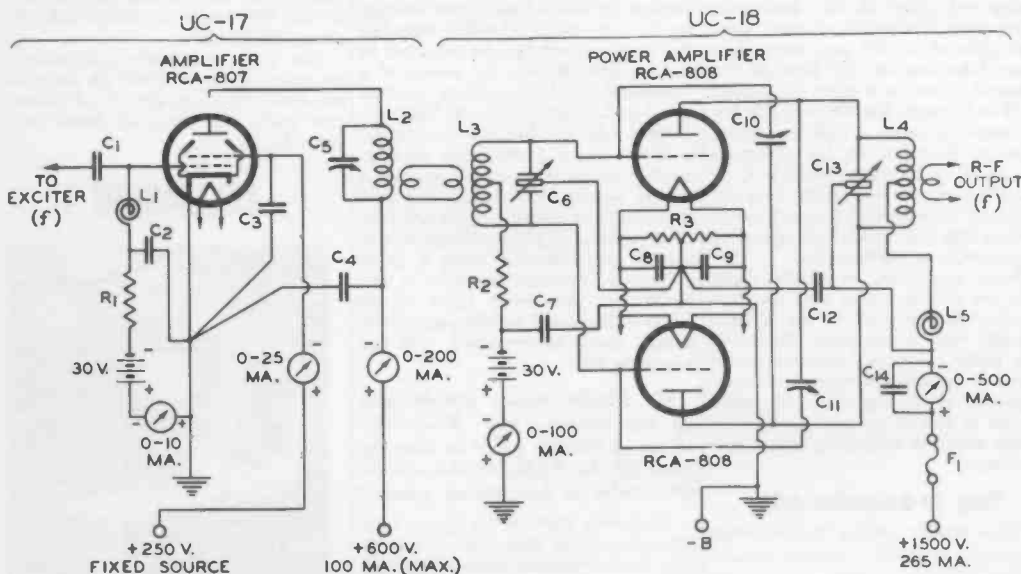 UC-17
UC-18
AMPLIFIER
RCA-807
POWER AMPLIFIER
RCA-808
C1
TO
EXCITER
(f)
L1
C2
R1
30 V.
0-10
MA.
C3
C4
C5
L2
0-25
MA.
0-200
MA.
+250 V.
FIXED SOURCE
+600 V.
100 MA. (MAX.)
L3
C6
R2
C7
30 V.
0-100
MA.
R3
C8
C9
C10
C11
C12
RCA-808
-B
C13
L4
R-F
OUTPUT
(f)
L5
C14
0-500
MA.
F1
+1500 V.
265 MA.